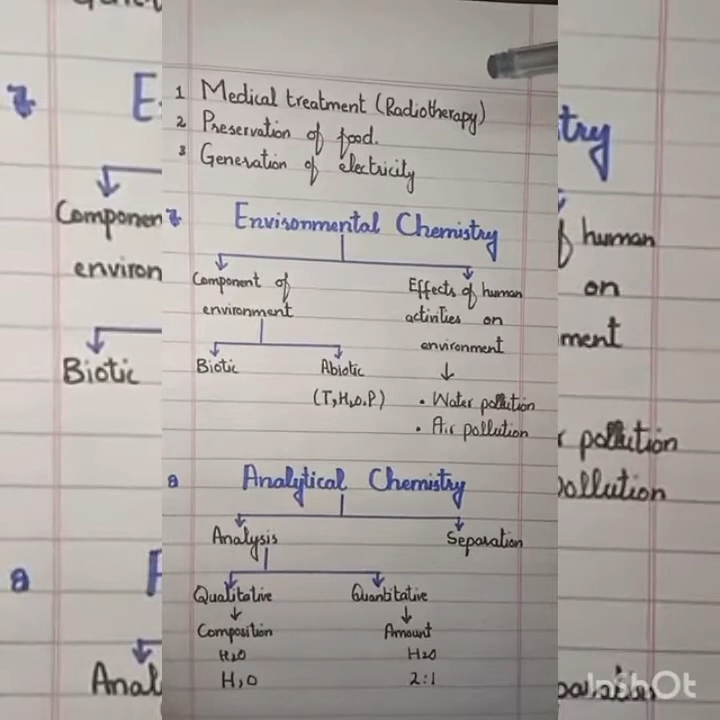 1 Medical treatment (Radiotherapy)
2 Preservation of food.
3 Generation of electricity
7 Environmental Chemistry
Component of environment
Effects of human activities on environment
Biotic
Abiotic
(T, H2O, P)
• Water pollution
• Air pollution
8 Analytical Chemistry
Analysis
Separation
Qualitative
Quantitative
Composition
Amount
H2O
H2O
H, O
2:1
InShOt